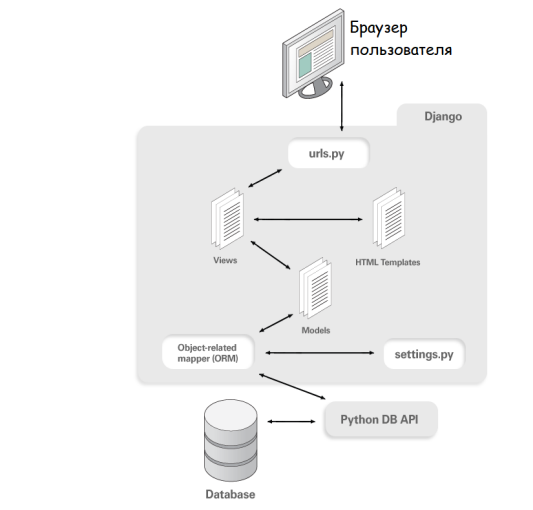 Браузер
пользователя
Django
urls.py
Views
HTML Templates
Models
Object-related
mapper (ORM)
settings.py
Python DB API
Database